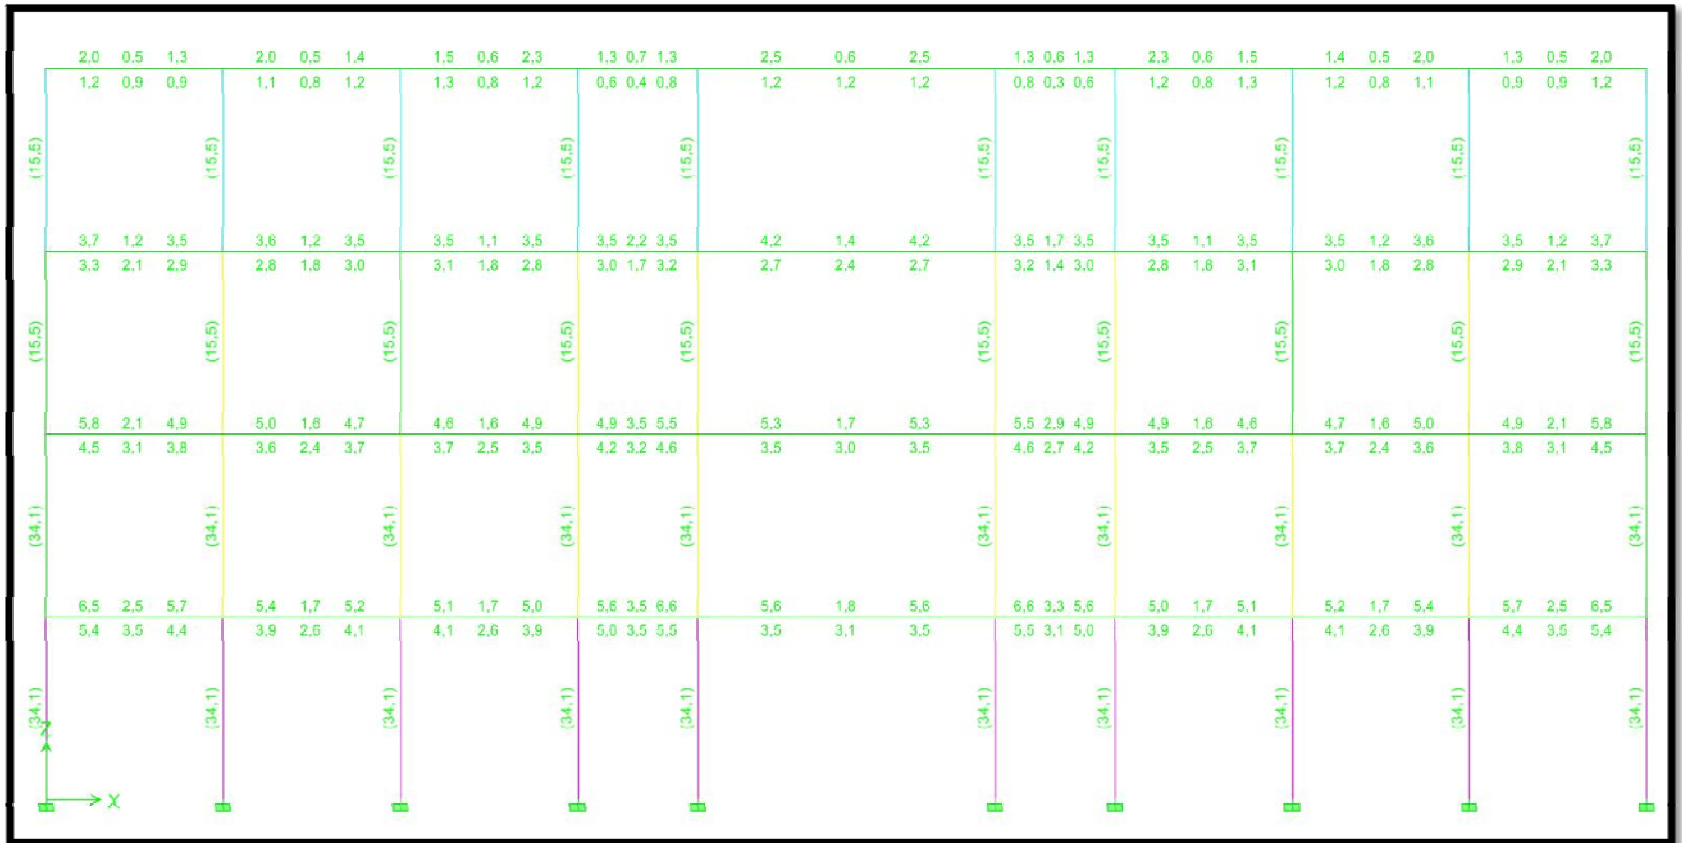 2,0 0,5 1,3 2,0 0,5 1,4 1,5 0,6 2,3 1,3 0,7 1,3 2,5 0,6 2,5 1,3 0,6 1,3 2,3 0,6 1,5 1,4 0,5 2,0 1,3 0,5 2,0
1,2 0,9 0,9 1,1 0,8 1,2 1,3 0,8 1,2 0,6 0,4 0,8 1,2 1,2 1,2 0,8 0,3 0,6 1,2 0,8 1,3 1,2 0,8 1,1 0,9 0,9 1,2
(15,5) (15,5) (15,5) (15,5) (15,5) (15,5) (15,5) (15,5) (15,5) (15,5)
3,7 1,2 3,5 3,6 1,2 3,5 3,5 1,1 3,5 3,5 2,2 3,5 4,2 1,4 4,2 3,5 1,7 3,5 3,5 1,1 3,5 3,5 1,2 3,6 3,5 1,2 3,7
3,3 2,1 2,9 2,8 1,8 3,0 3,1 1,8 2,8 3,0 1,7 3,2 2,7 2,4 2,7 3,2 1,4 3,0 2,8 1,8 3,1 3,0 1,8 2,8 2,9 2,1 3,3
(15,5) (15,5) (15,5) (15,5) (15,5) (15,5) (15,5) (15,5) (15,5) (15,5)
5,8 2,1 4,9 5,0 1,6 4,7 4,6 1,6 4,9 4,9 3,5 5,5 5,3 1,7 5,3 5,5 2,9 4,9 4,9 1,6 4,6 4,7 1,6 5,0 4,9 2,1 5,8
4,5 3,1 3,8 3,6 2,4 3,7 3,7 2,5 3,5 4,2 3,2 4,6 3,5 3,0 3,5 4,6 2,7 4,2 3,5 2,5 3,7 3,7 2,4 3,6 3,8 3,1 4,5
(34,1) (34,1) (34,1) (34,1) (34,1) (34,1) (34,1) (34,1) (34,1) (34,1)
6,5 2,5 5,7 5,4 1,7 5,2 5,1 1,7 5,0 5,6 3,5 6,6 5,6 1,8 5,6 6,6 3,3 5,6 5,0 1,7 5,1 5,2 1,7 5,4 5,7 2,5 6,5
5,4 3,5 4,4 3,9 2,6 4,1 4,1 2,6 3,9 5,0 3,5 5,5 3,5 3,1 3,5 5,5 3,1 5,0 3,9 2,6 4,1 4,1 2,6 3,9 4,4 3,5 5,4
(34,1) (34,1) (34,1) (34,1) (34,1) (34,1) (34,1) (34,1) (34,1) (34,1)
Z
X